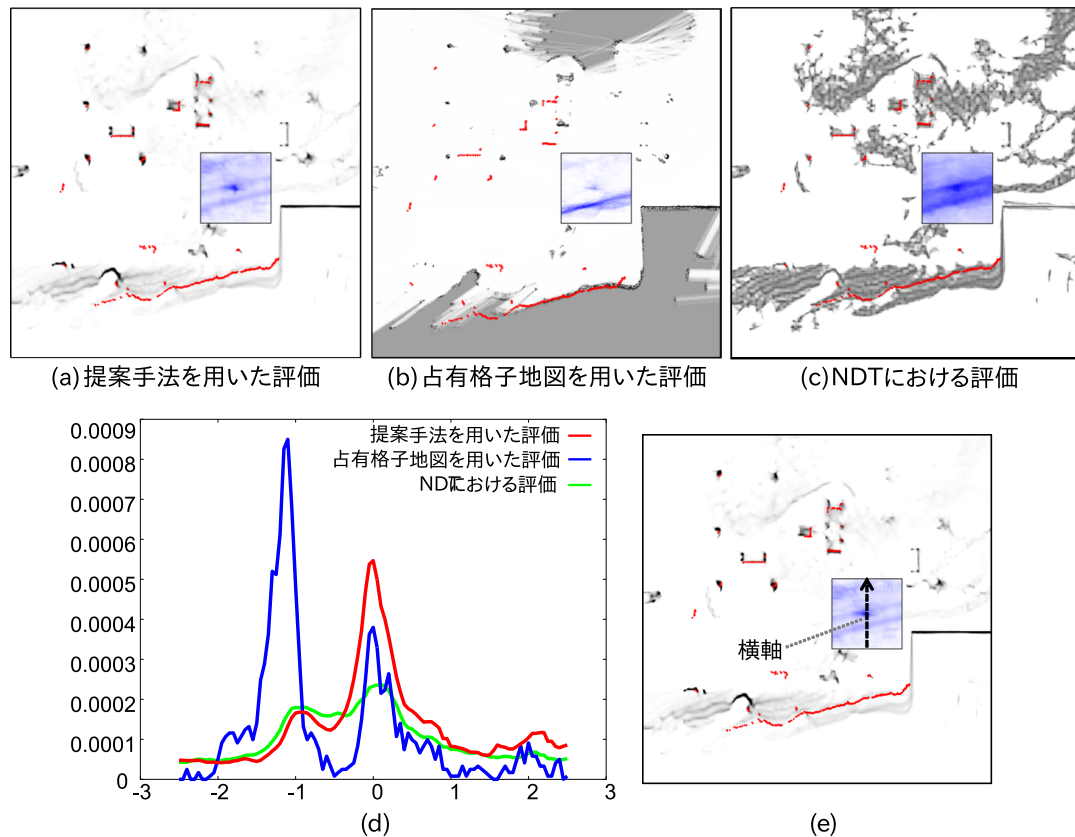 (a)提案手法を用いた評価
(b)占有格子地図を用いた評価
(c)NDTにおける評価
0.0009
0.0008
0.0007
0.0006
0.0005
0.0004
0.0003
0.0002
0.0001
0
-3
-2
-1
0
1
2
3
提案手法を用いた評価
占有格子地図を用いた評価
NDTにおける評価
(d)
横軸
(e)